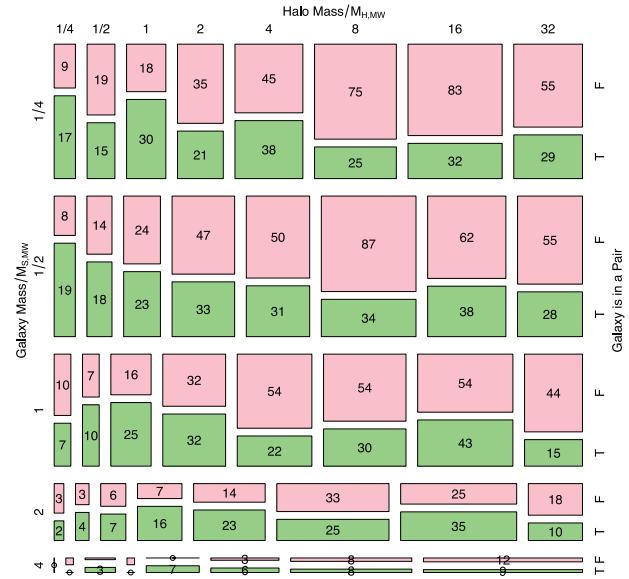 Halo Mass/M_H,MW
1/4 1/2 1 2 4 8 16 32
Galaxy Mass/M_S,MW
Galaxy is in a Pair
1/4
9 19 18 35 45 75 83 55 F
17 15 30 21 38 25 32 29 T
1/2
8 14 24 47 50 87 62 55 F
19 18 23 33 31 34 38 28 T
1
10 7 16 32 54 54 54 44 F
7 10 25 32 22 30 43 15 T
2
3 3 6 7 14 33 25 18 F
2 4 7 16 23 25 35 10 T
4
3 8 12 F
3 7 6 8 9 T